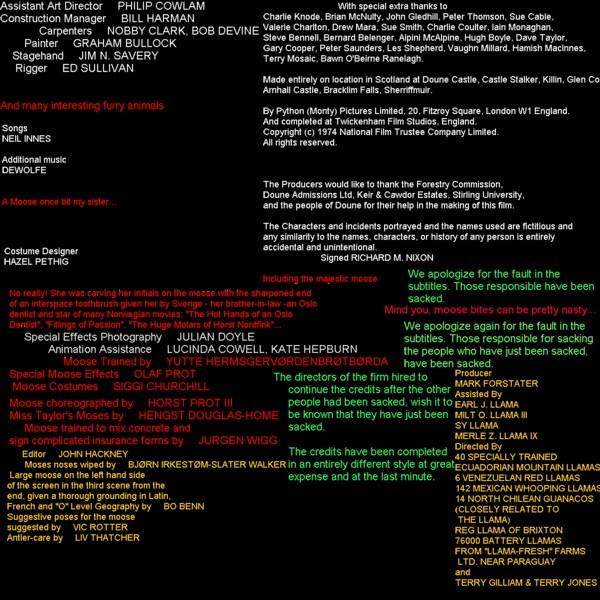 Assistant Art Director PHILIP COWLAM
Construction Manager BILL HARMAN
Carpenters NOBBY CLARK, BOB DEVINE
Painter GRAHAM BULLOCK
Stagehand JIM N. SAVERY
Rigger ED SULLIVAN
And many interesting furry animals
Songs
NEIL INNES
Additional music
DEWOLFE
A Moose once bit my sister...
Costume Designer
HAZEL PETHIG
No really! She was carving her initials on the moose with the sharpened end
of an interspace toothbrush given her by Svenge - her brother-in-law -an Oslo
dentist and star of many Norwegian movies: "The Hot Hands of an Oslo
Dentist", "Fillings of Passion", "The Huge Molars of Horst Nordfink"...
Special Effects Photography JULIAN DOYLE
Animation Assistance LUCINDA COWELL, KATE HEPBURN
Moose Trained by YUTTE HERMSGERVØRDENBRØTBØRDA
Special Moose Effects OLAF PROT
Moose Costumes SIGGI CHURCHILL
Moose choreographed by HORST PROT III
Miss Taylor's Moses by HENGST DOUGLAS-HOME
Moose trained to mix concrete and
sign complicated insurance forms by JURGEN WIGG
Editor JOHN HACKNEY
Moses noses wiped by BJØRN IRKESTØM-SLATER WALKER
Large moose on the left hand side
of the screen in the third scene from the
end, given a thorough grounding in Latin,
French and "O" Level Geography by BO BENN
Suggestive poses for the moose
suggested by VIC ROTTER
Antler-care by LIV THATCHER
With special extra thanks to
Charlie Knode, Brian McNulty, John Gledhill, Peter Thomson, Sue Cable,
Valerie Charlton, Drew Mara, Sue Smith, Charlie Coulter, Iain Monaghan,
Steve Bennell, Bernard Belenger, Alpini McAlpine, Hugh Boyle, Dave Taylor,
Gary Cooper, Peter Saunders, Les Shepherd, Vaughn Millard, Hamish MacInnes,
Terry Mosaic, Bawn O'Beirne Ranelagh.
Made entirely on location in Scotland at Doune Castle, Castle Stalker, Killin, Glen Co
Arnhall Castle, Bracklim Falls, Sherriffmuir.
By Python (Monty) Pictures Limited, 20, Fitzroy Square, London W1 England.
And completed at Twickenham Film Studios, England.
Copyright (c) 1974 National Film Trustee Company Limited.
All rights reserved.
The Producers would like to thank the Forestry Commission,
Doune Admissions Ltd, Keir & Cawdor Estates, Stirling University,
and the people of Doune for their help in the making of this film.
The Characters and incidents portrayed and the names used are fictitious and
any similarity to the names, characters, or history of any person is entirely
accidental and unintentional.
Signed RICHARD M. NIXON
Including the majestic moose
We apologize for the fault in the
subtitles. Those responsible have been
sacked.
Mind you, moose bites can be pretty nasty...
We apologize again for the fault in the
subtitles. Those responsible for sacking
the people who have just been sacked,
have been sacked.
The directors of the firm hired to
continue the credits after the other
people had been sacked, wish it to
be known that they have just been
sacked.
The credits have been completed
in an entirely different style at great
expense and at the last minute.
Producer
MARK FORSTATER
Assisted By
EARL J. LLAMA
MILT Q. LLAMA III
SY LLAMA
MERLE Z. LLAMA IX
Directed By
40 SPECIALLY TRAINED
ECUADORIAN MOUNTAIN LLAMAS
6 VENEZUELAN RED LLAMAS
142 MEXICAN WHOOPING LLAMAS
14 NORTH CHILEAN GUANACOS
(CLOSELY RELATED TO
THE LLAMA)
REG LLAMA OF BRIXTON
76000 BATTERY LLAMAS
FROM "LLAMA-FRESH" FARMS
LTD. NEAR PARAGUAY
and
TERRY GILLIAM & TERRY JONES